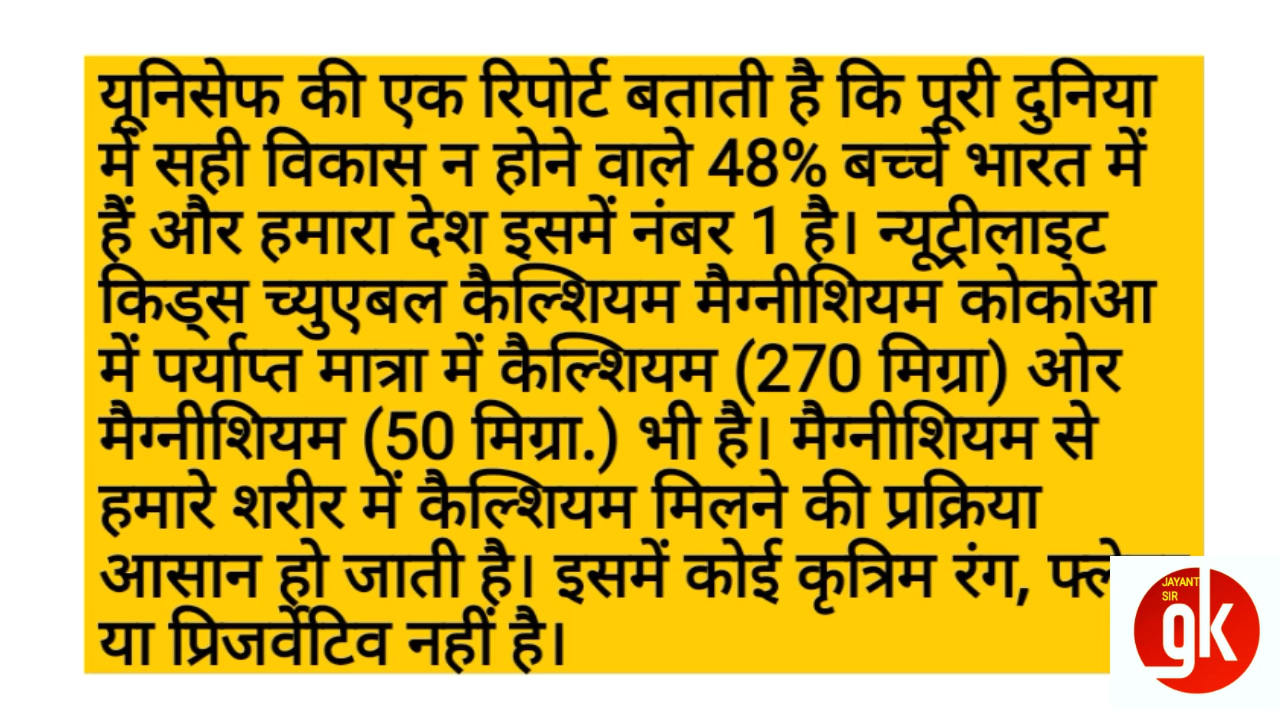 यूनिसेफ की एक रिपोर्ट बताती है कि पूरी दुनिया
में सही विकास न होने वाले 48% बच्चे भारत में
हैं और हमारा देश इसमें नंबर 1 है। न्यूट्रीलाइट
किड्स च्युएबल कैल्शियम मैग्नीशियम कोकोआ
में पर्याप्त मात्रा में कैल्शियम (270 मिग्रा) ओर
मैग्नीशियम (50 मिग्रा.) भी है। मैग्नीशियम से
हमारे शरीर में कैल्शियम मिलने की प्रक्रिया
आसान हो जाती है। इसमें कोई कृत्रिम रंग,
या प्रिजर्वेटिव नहीं है।
JAYANT
SIR
gk